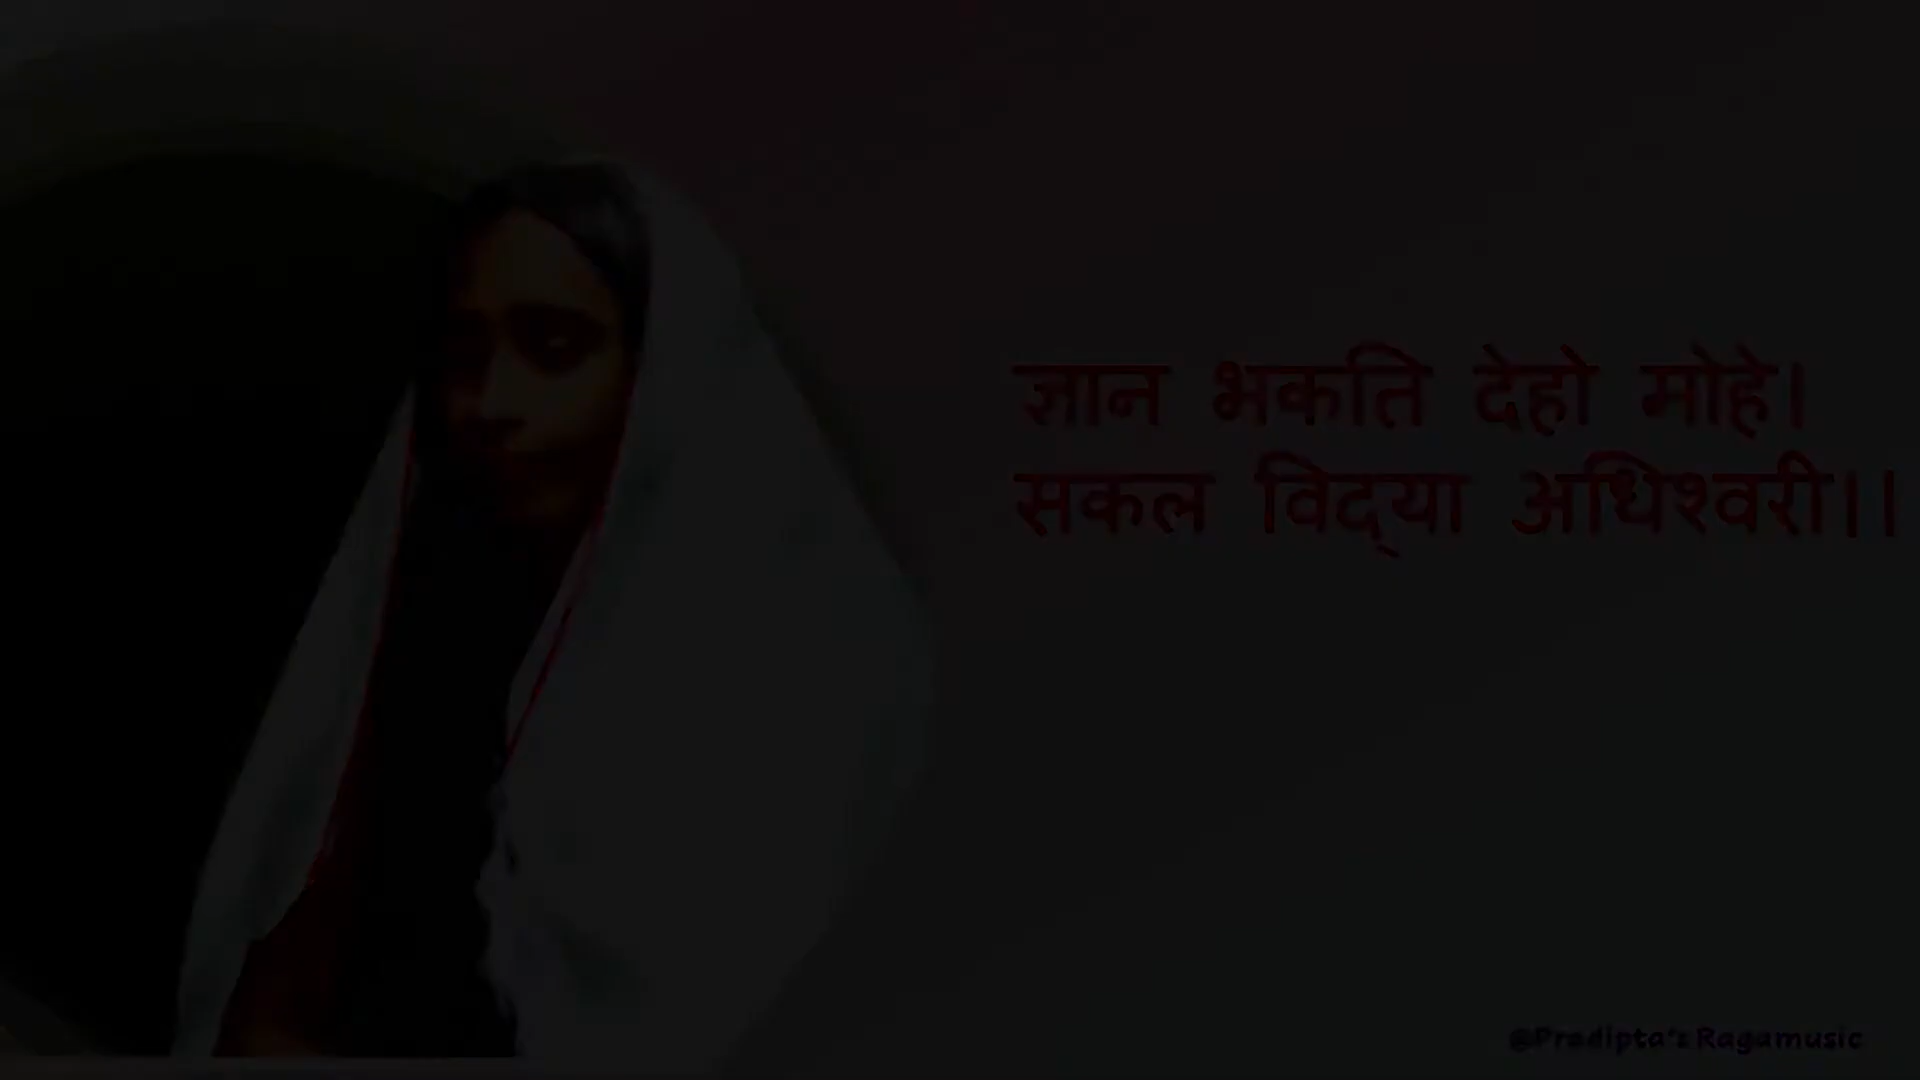 ज्ञान भकति देहो मोहे।
सकल विद्‌या अधिश्वरी।।
@Pradipta's Ragamusic